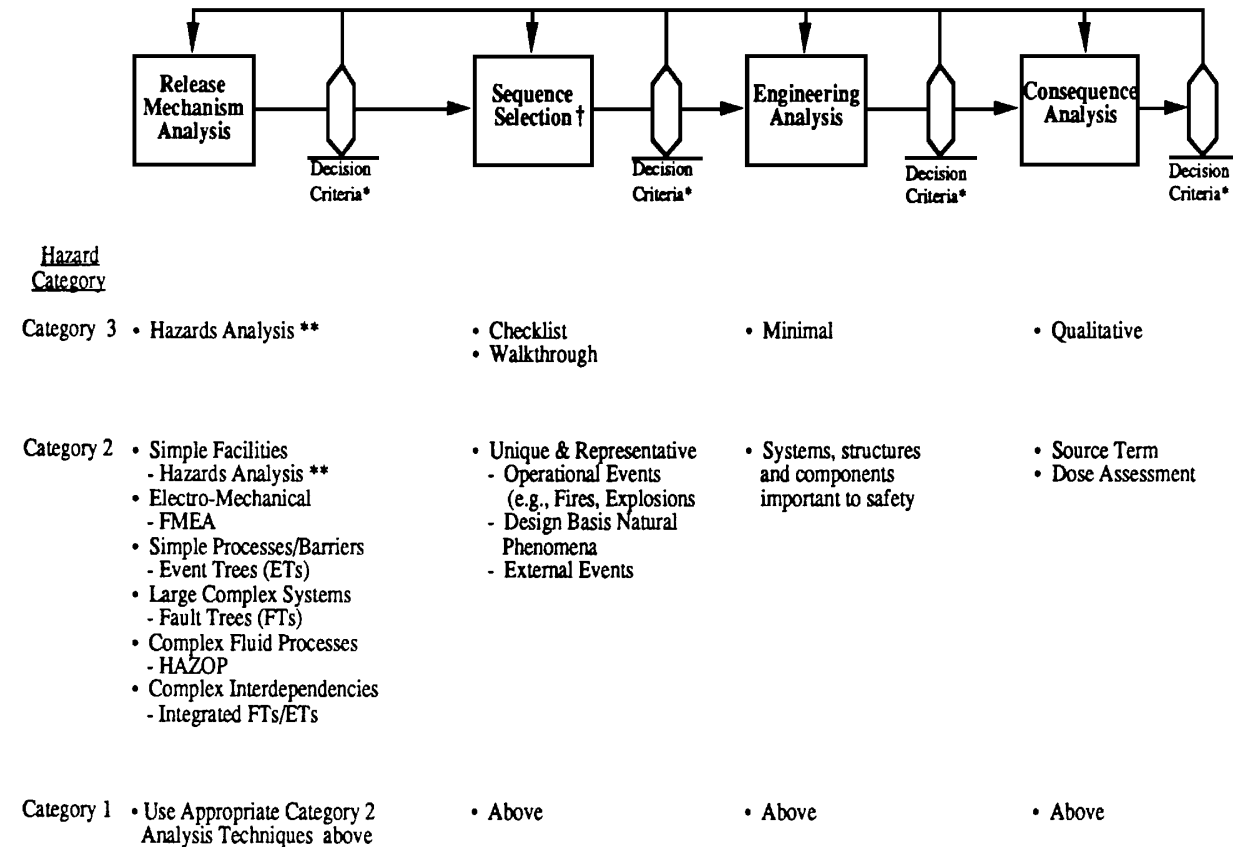 Release
Mechanism
Analysis
Sequence
Selection †
Engineering
Analysis
Consequence
Analysis
Decision
Criteria*
Decision
Criteria*
Decision
Criteria*
Decision
Criteria*
Hazard
Category
Category 3
• Hazards Analysis **
• Checklist
• Walkthrough
• Minimal
• Qualitative
Category 2
• Simple Facilities
- Hazards Analysis **
• Electro-Mechanical
- FMEA
• Simple Processes/Barriers
- Event Trees (ETs)
• Large Complex Systems
- Fault Trees (FTs)
• Complex Fluid Processes
- HAZOP
• Complex Interdependencies
- Integrated FTs/ETs
• Unique & Representative
- Operational Events
(e.g., Fires, Explosions
- Design Basis Natural
Phenomena
- External Events
• Systems, structures
and components
important to safety
• Source Term
• Dose Assessment
Category 1
• Use Appropriate Category 2
Analysis Techniques above
• Above
• Above
• Above